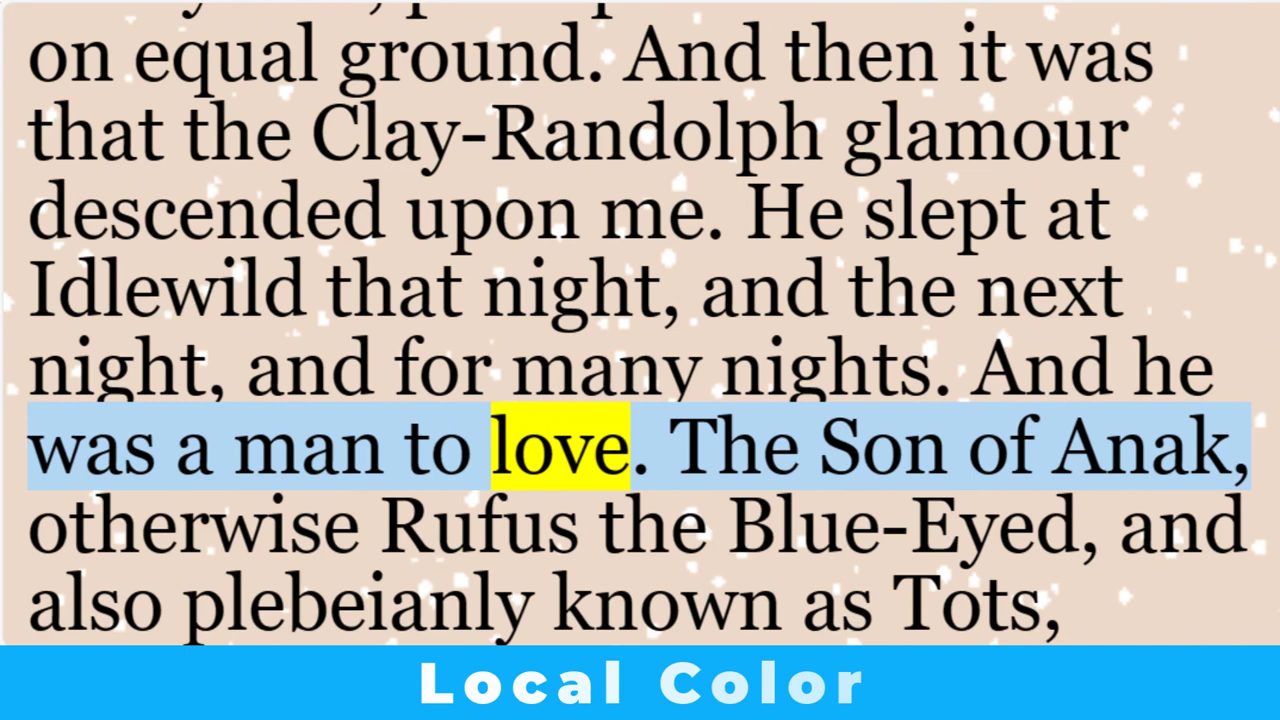 on equal ground. And then it was
that the Clay-Randolph glamour
descended upon me. He slept at
Idlewild that night, and the next
night, and for many nights. And he
was a man to love. The Son of Anak,
otherwise Rufus the Blue-Eyed, and
also plebeianly known as Tots,
Local Color